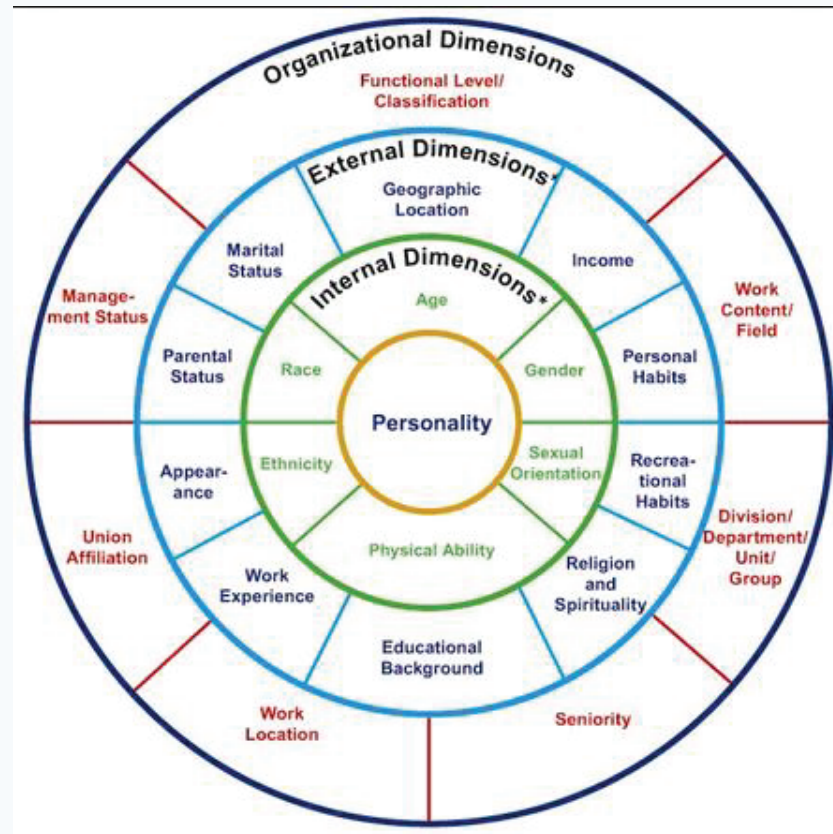 Organizational Dimensions
Functional Level/
Classification
External Dimensions*
Geographic
Location
Marital
Status
Income
Internal Dimensions*
Age
Manage-
ment Status
Work
Content/
Field
Parental
Status
Race
Gender
Personal
Habits
Personality
Appear-
ance
Ethnicity
Sexual
Orientation
Recrea-
tional
Habits
Union
Affiliation
Division/
Department/
Unit/
Group
Physical Ability
Work
Experience
Religion
and
Spirituality
Educational
Background
Work
Location
Seniority